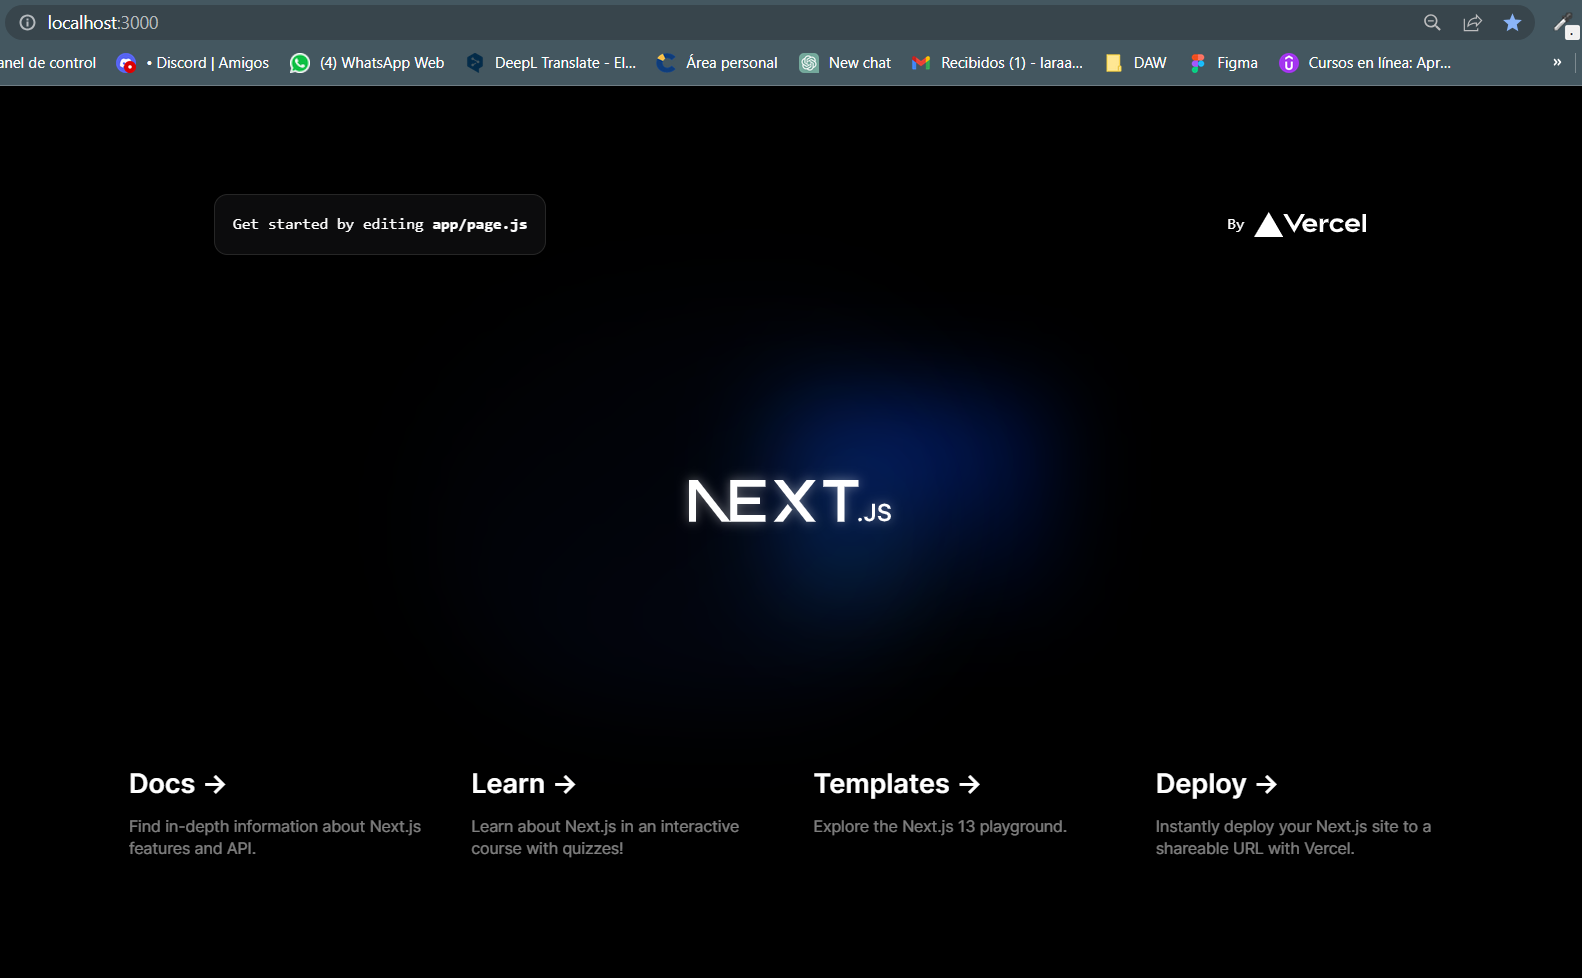 localhost:3000
anel de control
• Discord | Amigos
(4) WhatsApp Web
DeepL Translate - El...
Área personal
New chat
Recibidos (1) - laraa...
DAW
Figma
Cursos en línea: Apr...
»
Get started by editing app/page.js
By Vercel
NEXT.JS
Docs ->
Find in-depth information about Next.js
features and API.
Learn ->
Learn about Next.js in an interactive
course with quizzes!
Templates ->
Explore the Next.js 13 playground.
Deploy ->
Instantly deploy your Next.js site to a
shareable URL with Vercel.